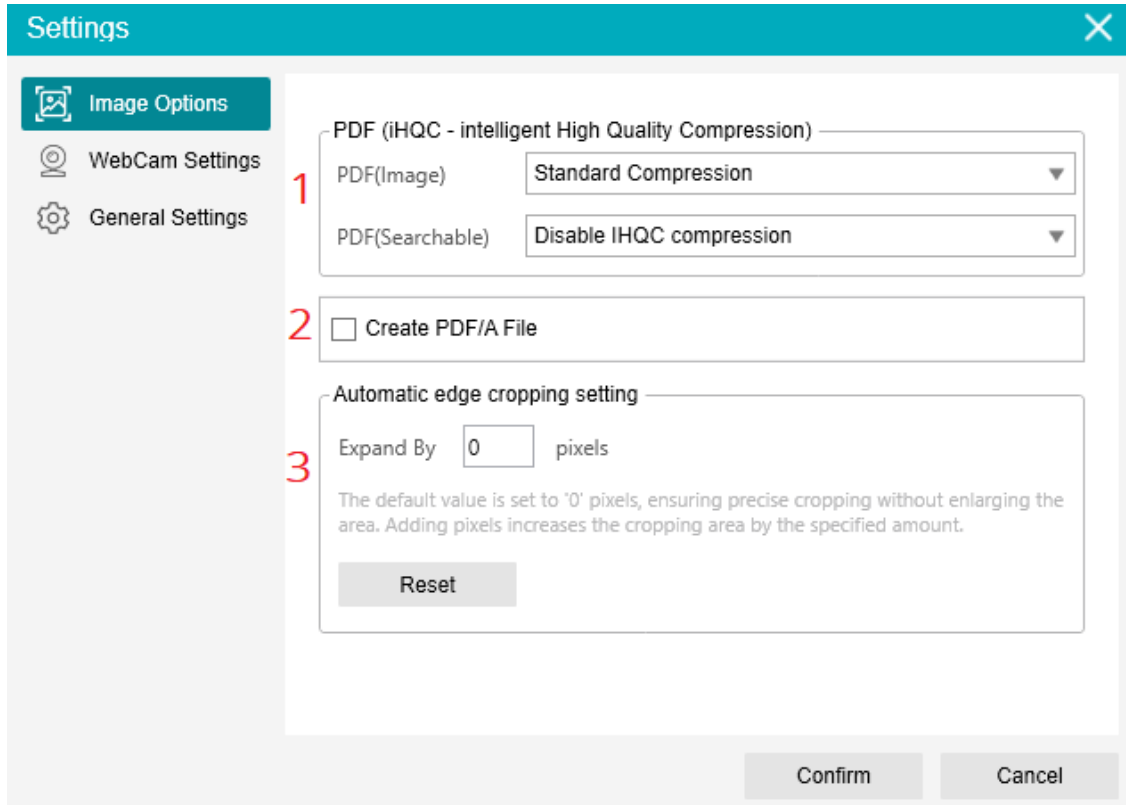 Settings
Image Options
WebCam Settings
General Settings
PDF (iHQC - intelligent High Quality Compression)
1
PDF(Image)
Standard Compression
PDF(Searchable)
Disable IHQC compression
2
Create PDF/A File
Automatic edge cropping setting
3
Expand By 0 pixels
The default value is set to '0' pixels, ensuring precise cropping without enlarging the
area. Adding pixels increases the cropping area by the specified amount.
Reset
Confirm
Cancel